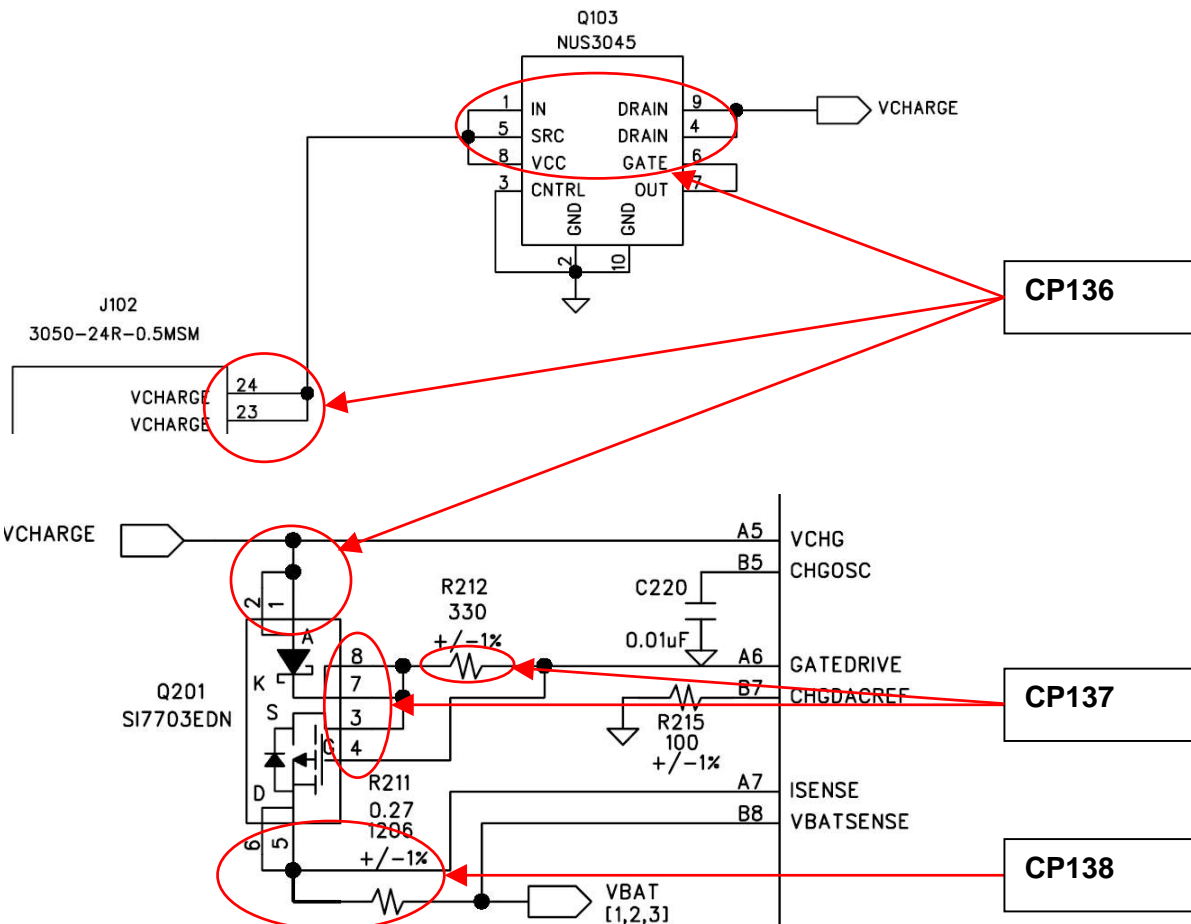 Q103
NUS3045
1 IN DRAIN 9
5 SRC DRAIN 4
8 VCC GATE 6
3 CNTRL OUT 7
GND GND
2 10
VCHARGE
CP136
J102
3050-24R-0.5MSM
VCHARGE 24
VCHARGE 23
VCHARGE
A5 VCHG
B5 CHGOSC
C220
0.01uF
R212
330
+/-1%
2 1
A
K
S
G
D
8
7
3
4
6 5
Q201
SI7703EDN
A6 GATEDRIVE
B7 CHGDACREF
R215
100
+/-1%
CP137
R211
0.27
1206
+/-1%
A7 ISENSE
B8 VBATSENSE
VBAT
[1,2,3]
CP138